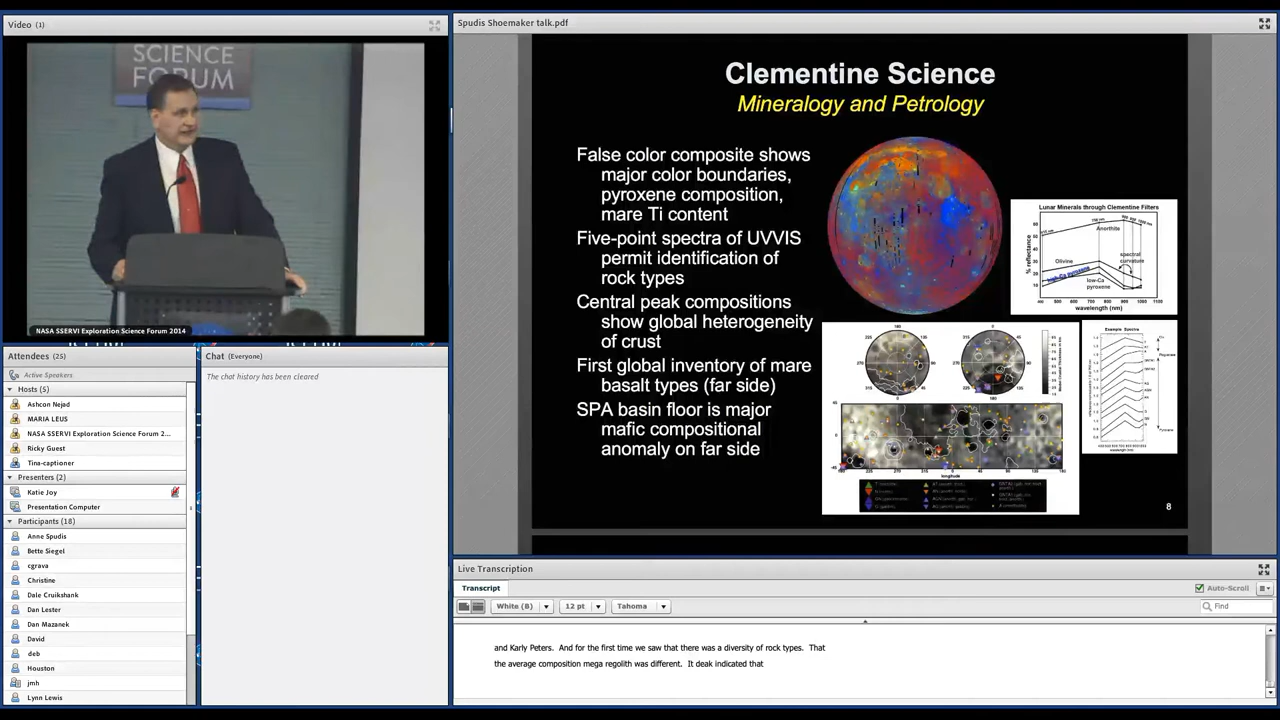 Video (1)
SCIENCE
FORUM
NASA SSERVI Exploration Science Forum 2014
Attendees (25)
Active Speakers
Hosts (5)
Ashcon Nejad
MARIA LEUS
NASA SSERVI Exploration Science Forum 2...
Ricky Guest
Tina-captioner
Presenters (2)
Katie Joy
Presentation Computer
Participants (18)
Anne Spudis
Bette Siegel
cgrava
Christine
Dale Cruikshank
Dan Lester
Dan Mazanek
David
deb
Houston
jmh
Lynn Lewis
Chat (Everyone)
The chat history has been cleared
Spudis Shoemaker talk.pdf
Clementine Science
Mineralogy and Petrology
False color composite shows
major color boundaries,
pyroxene composition,
mare Ti content
Five-point spectra of UVVIS
permit identification of
rock types
Central peak compositions
show global heterogeneity
of crust
First global inventory of mare
basalt types (far side)
SPA basin floor is major
mafic compositional
anomaly on far side
Lunar Minerals through Clementine Filters
% reflectance
Anorthite
Olivine
spectral
curvature
high-Ca pyroxene
low-Ca
pyroxene
wavelength (nm)
Example Spectra
longitude
8
Live Transcription
Transcript
Auto-Scroll
White (B)
12 pt
Tahoma
Find
and Karly Peters. And for the first time we saw that there was a diversity of rock types. That
the average composition mega regolith was different. It deak indicated that